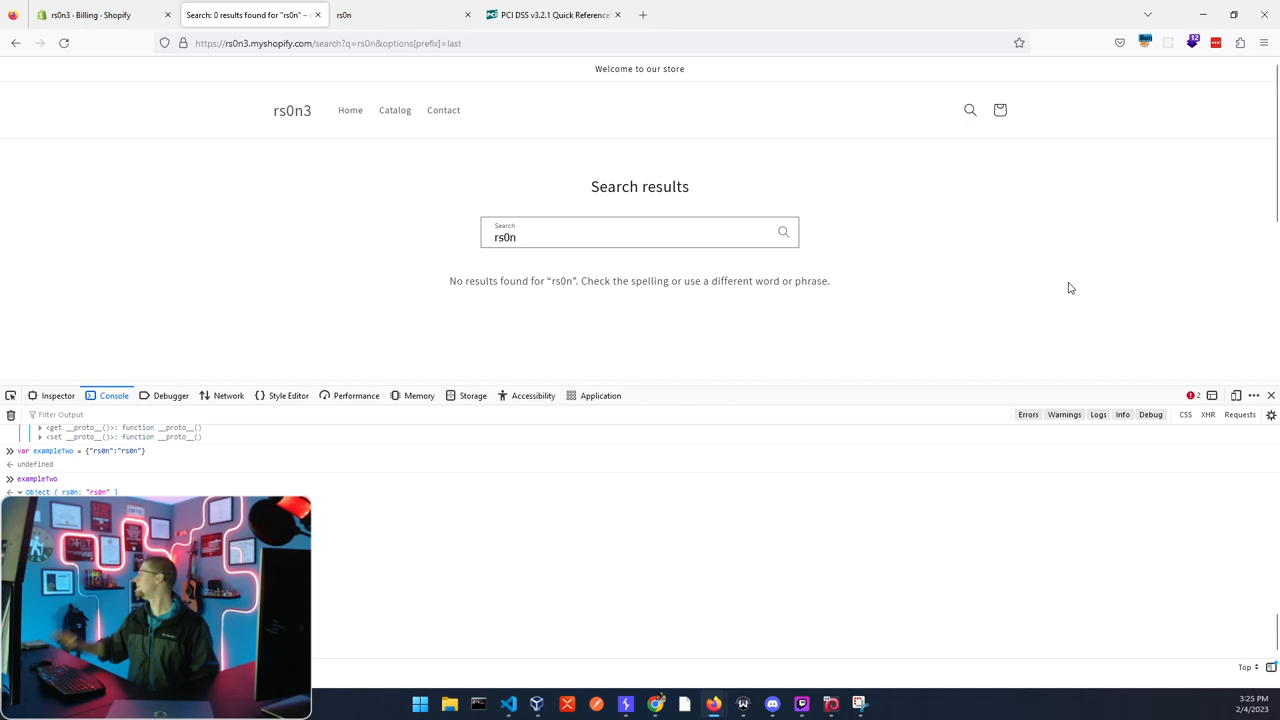 rs0n3 - Billing - Shopify
Search: 0 results found for "rs0n" –
rs0n
PCI DSS v3.2.1 Quick Reference
https://rs0n3.myshopify.com/search?q=rs0n&options[prefix]=last
12
Welcome to our store
rs0n3
Home
Catalog
Contact
Search results
Search
rs0n
No results found for “rs0n”. Check the spelling or use a different word or phrase.
Inspector
Console
Debugger
Network
Style Editor
Performance
Memory
Storage
Accessibility
Application
2
Filter Output
Errors
Warnings
Logs
Info
Debug
CSS
XHR
Requests
<get __proto__()>: function __proto__()
<set __proto__()>: function __proto__()
var exampleTwo = {"rs0n":"rs0n"}
undefined
exampleTwo
Object { rs0n: "rs0n" }
Top
3:25 PM
2/4/2023